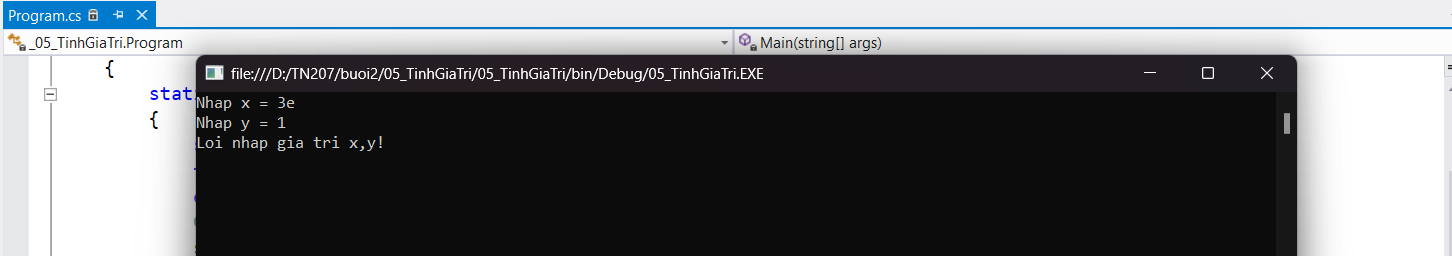 Program.cs
_05_TinhGiaTri.Program
Main(string[] args)
{
file:///D:/TN207/buoi2/05_TinhGiaTri/05_TinhGiaTri/bin/Debug/05_TinhGiaTri.EXE
stati
{
Nhap x = 3e
Nhap y = 1
Loi nhap gia tri x,y!